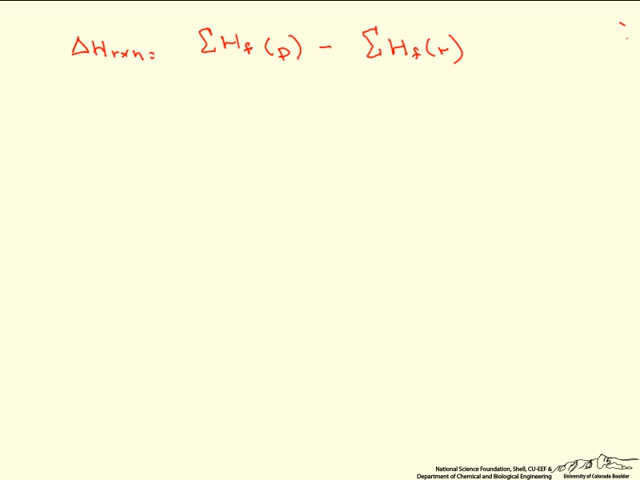 ΔHrxn = ΣHf(p) - ΣHf(r)
National Science Foundation, Shell, CU-EEF &
Department of Chemical and Biological Engineering
University of Colorado Boulder